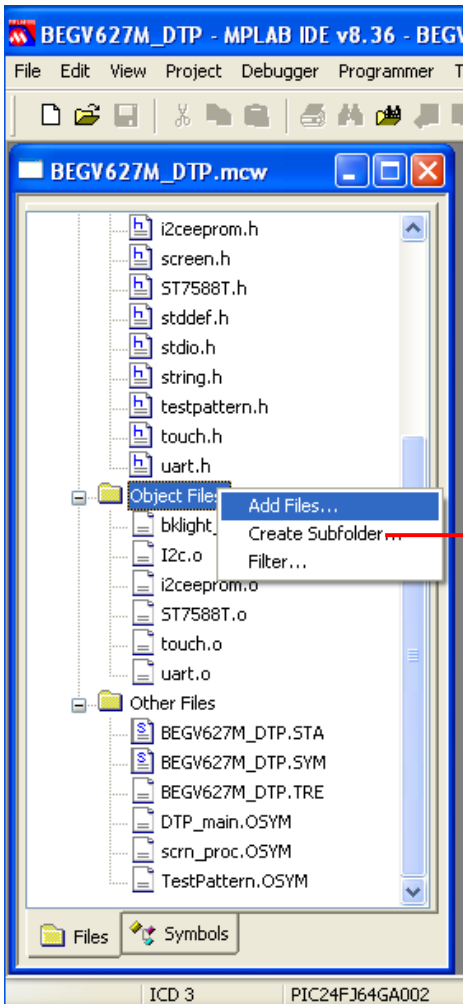 BEGV627M_DTP - MPLAB IDE v8.36 - BEGV
File Edit View Project Debugger Programmer T
BEGV627M_DTP.mcw
i2ceeprom.h
screen.h
ST7588T.h
stddef.h
stdio.h
string.h
testpattern.h
touch.h
uart.h
Object Files
Add Files...
bklight_
Create Subfolder...
I2c.o
Filter...
i2ceeprom.o
ST7588T.o
touch.o
uart.o
Other Files
BEGV627M_DTP.STA
BEGV627M_DTP.SYM
BEGV627M_DTP.TRE
DTP_main.OSYM
scrn_proc.OSYM
TestPattern.OSYM
Files Symbols
ICD 3 PIC24FJ64GA002